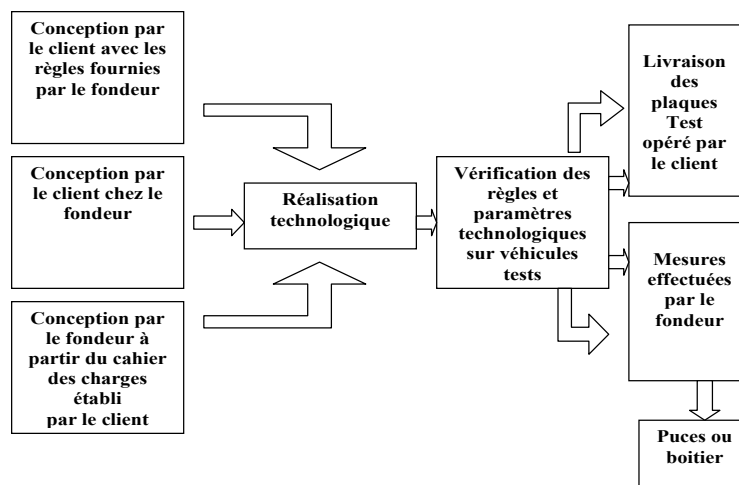 Conception par
le client avec les
règles fournies
par le fondeur
Conception par
le client chez le
fondeur
Conception par
le fondeur à
partir du cahier
des charges
établi
par le client
Réalisation
technologique
Vérification des
règles et
paramètres
technologiques
sur véhicules
tests
Livraison
des
plaques
Test
opéré par
le client
Mesures
effectuées
par le
fondeur
Puces ou
boitier